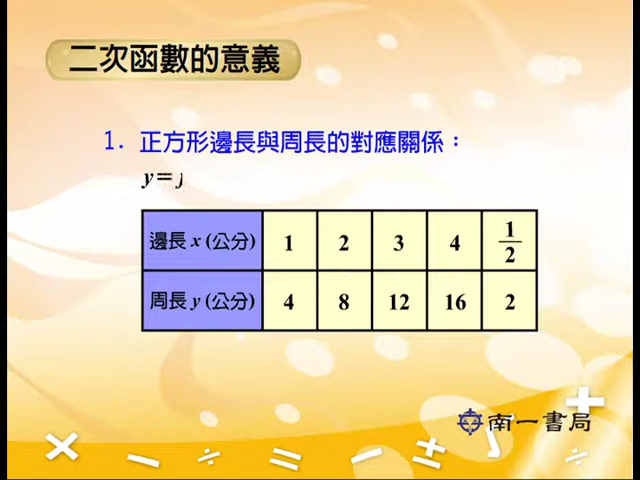 二次函數的意義
1. 正方形邊長與周長的對應關係：
y=
邊長 x (公分) 1 2 3 4 1/2
周長 y (公分) 4 8 12 16 2
南一書局